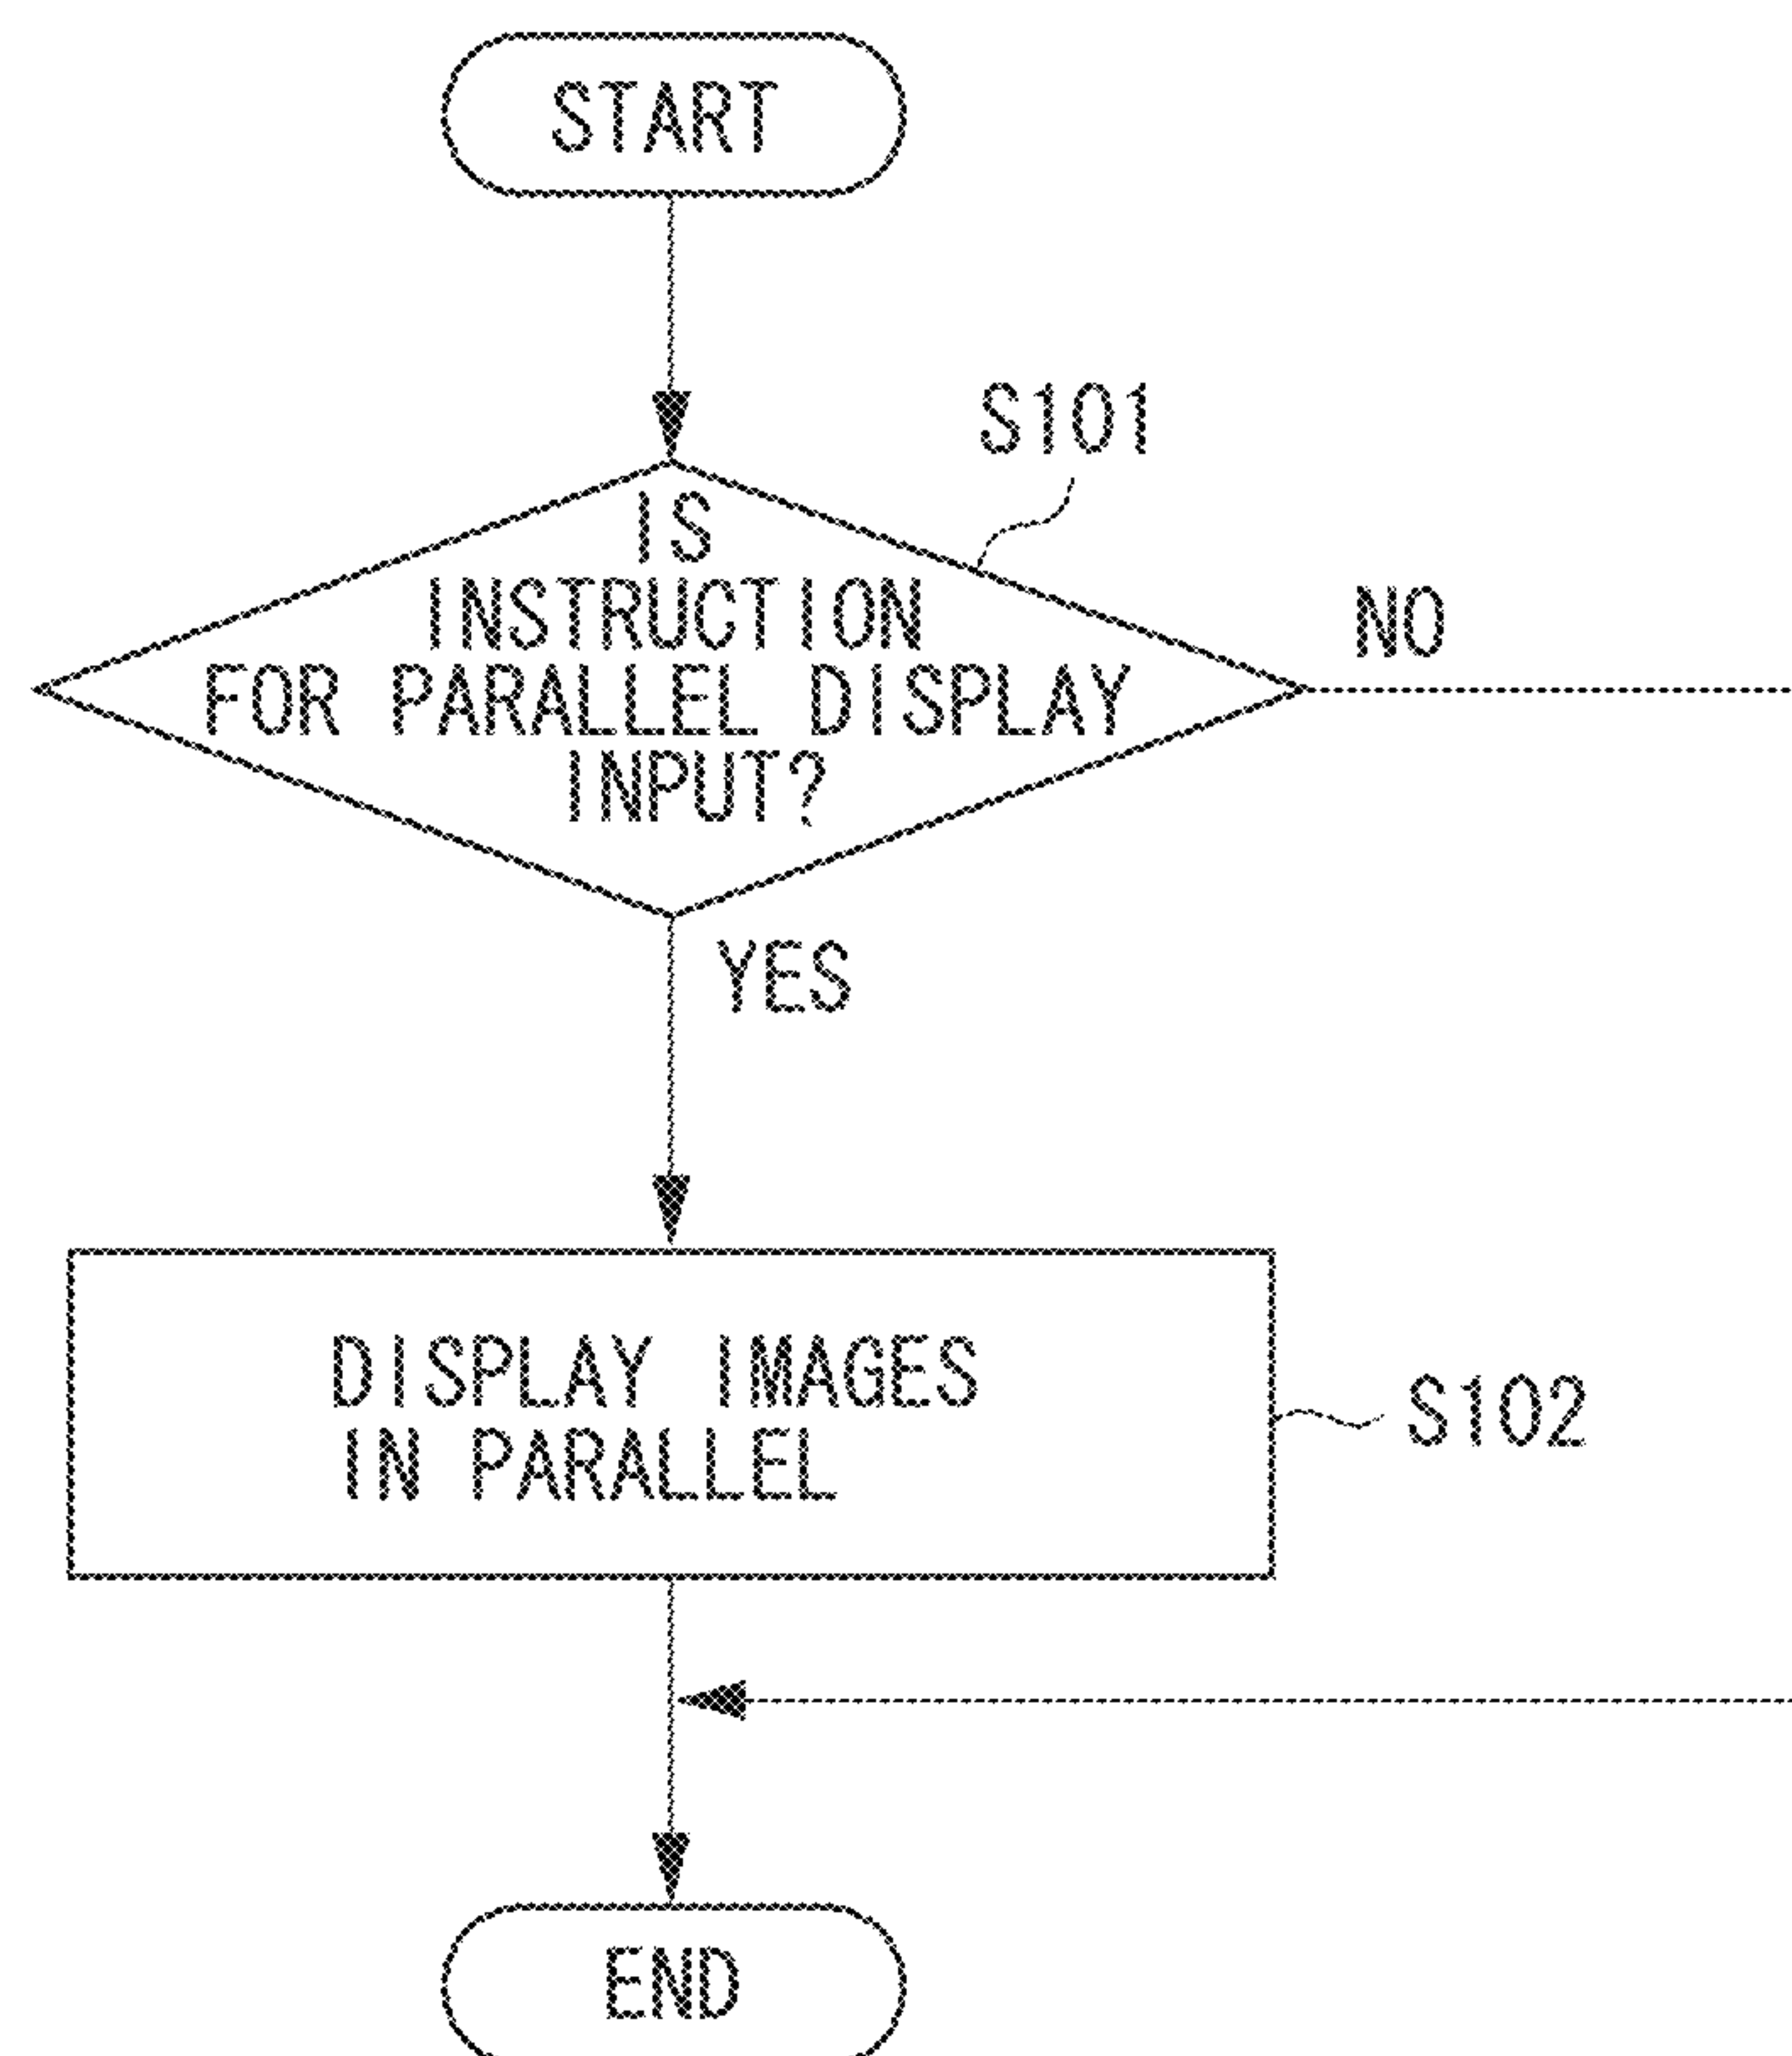 START
S101
IS
INSTRUCTION
FOR PARALLEL DISPLAY
INPUT?
NO
YES
DISPLAY IMAGES
IN PARALLEL
S102
END